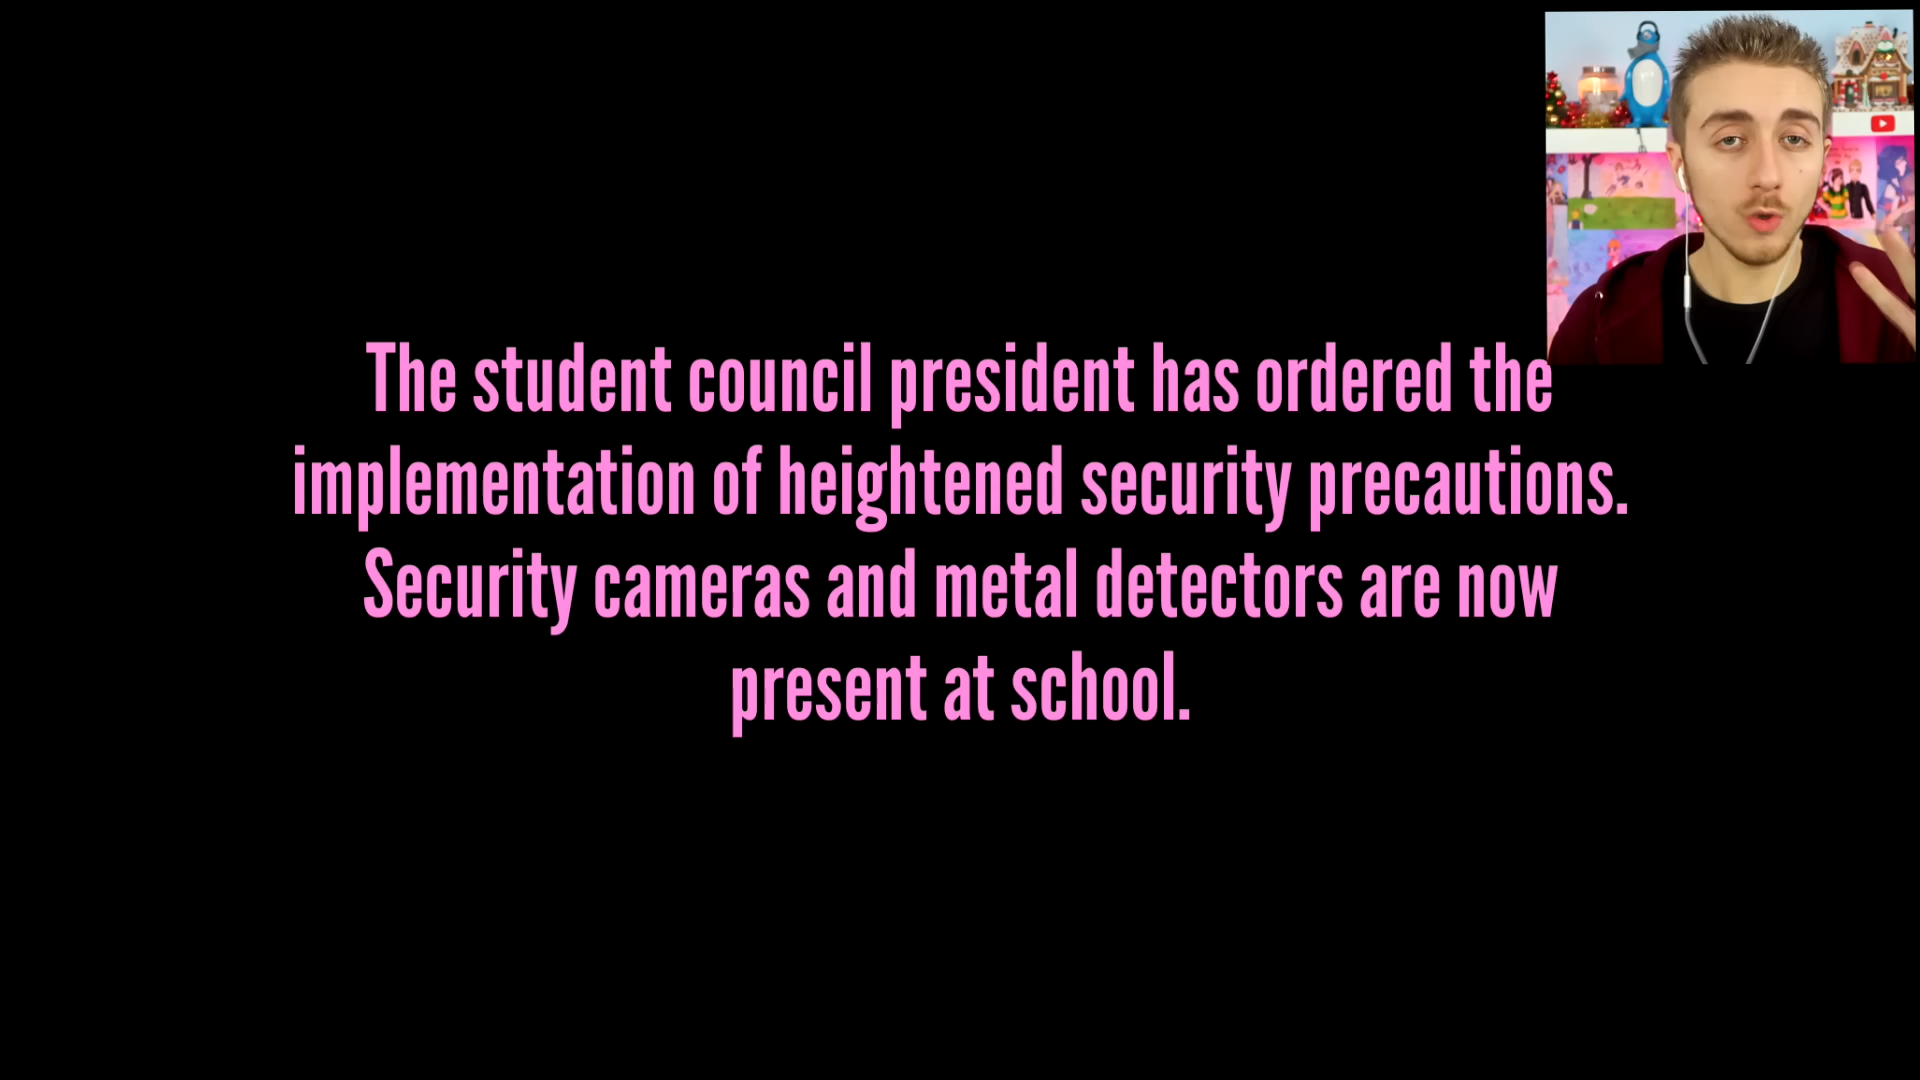 The student council president has ordered the
implementation of heightened security precautions.
Security cameras and metal detectors are now
present at school.